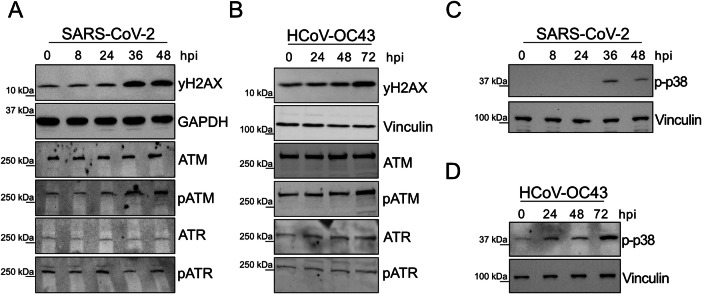 A
SARS-CoV-2
0 8 24 36 48 hpi
10 kDa yH2AX
37 kDa GAPDH
250 kDa ATM
250 kDa pATM
250 kDa ATR
250 kDa pATR
B
HCoV-OC43
0 24 48 72 hpi
10 kDa yH2AX
100 kDa Vinculin
250 kDa ATM
250 kDa pATM
250 kDa ATR
250 kDa pATR
C
SARS-CoV-2
0 8 24 36 48 hpi
37 kDa p-p38
100 kDa Vinculin
D
HCoV-OC43
0 24 48 72 hpi
37 kDa p-p38
100 kDa Vinculin